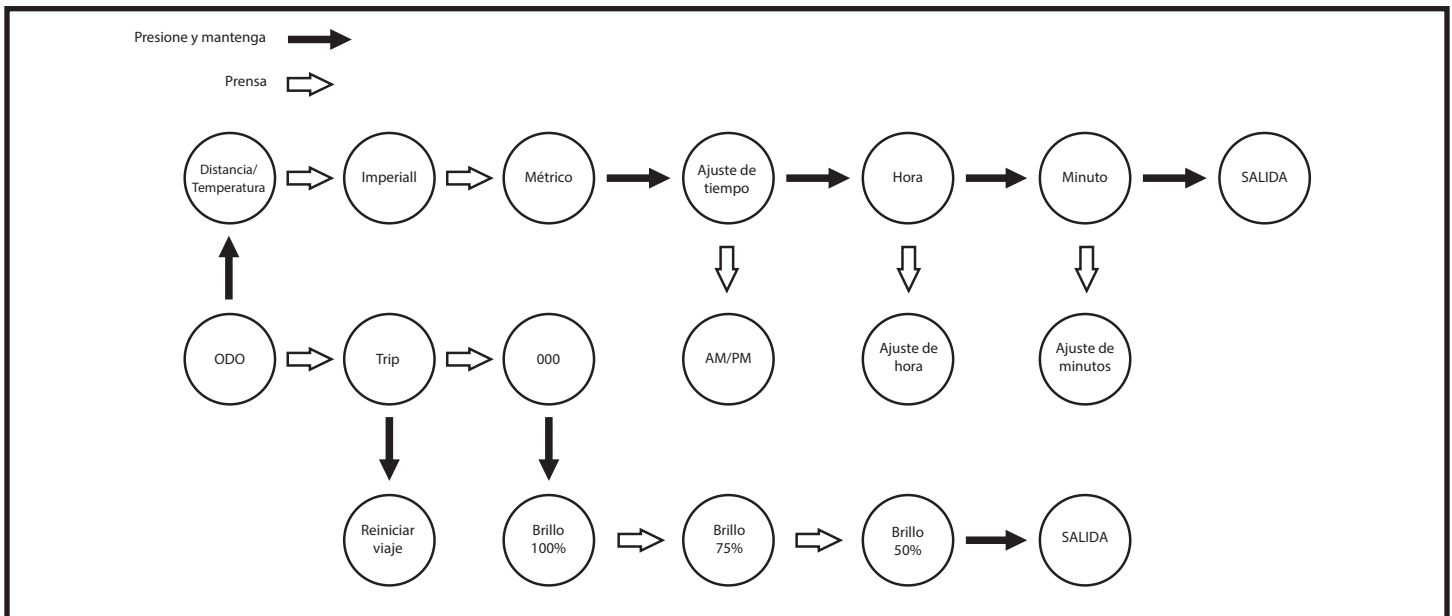 Presione y mantenga
Prensa
Distancia/
Temperatura
Imperiall
Métrico
Ajuste de
tiempo
Hora
Minuto
SALIDA
ODO
Trip
000
AM/PM
Ajuste de
hora
Ajuste de
minutos
Reiniciar
viaje
Brillo
100%
Brillo
75%
Brillo
50%
SALIDA